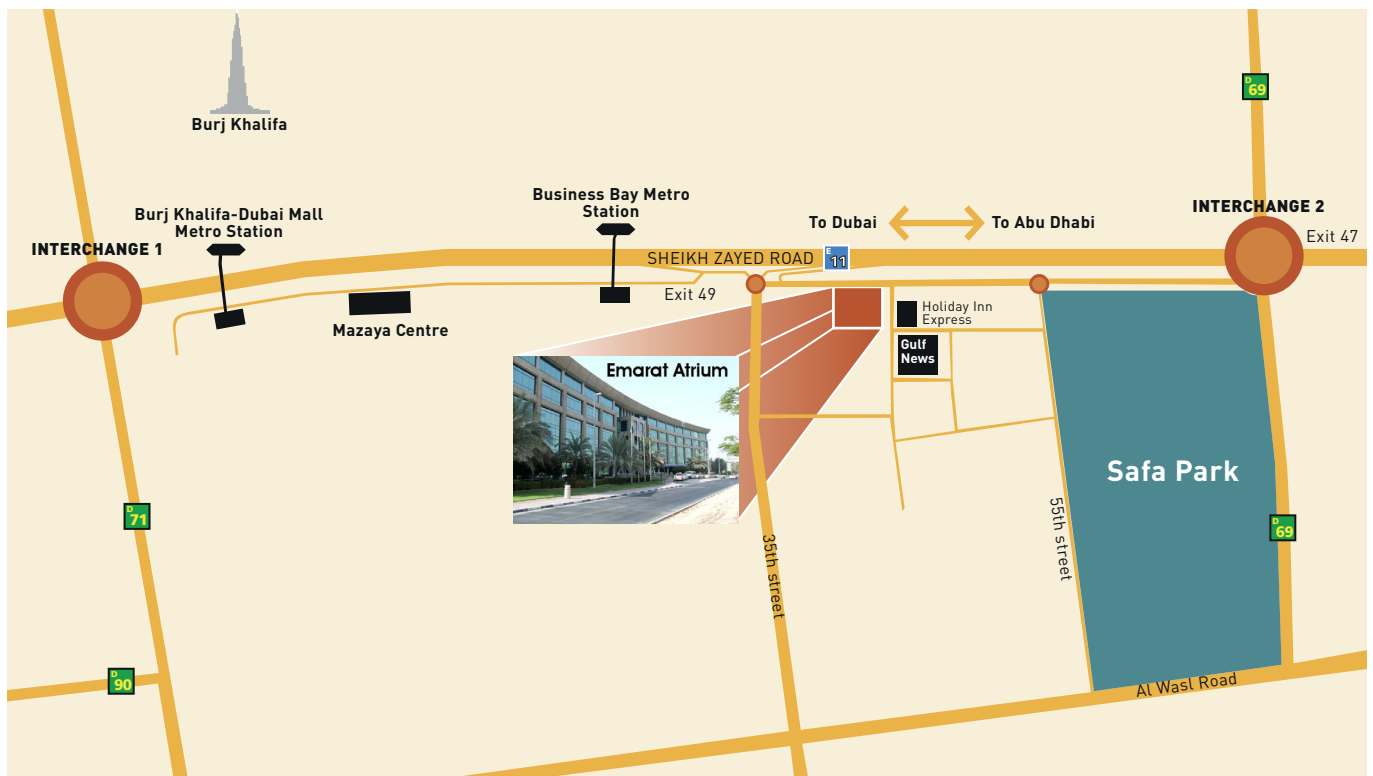 D
69
Burj Khalifa
Business Bay Metro
Station
Burj Khalifa-Dubai Mall
Metro Station
To Dubai
To Abu Dhabi
INTERCHANGE 2
Exit 47
INTERCHANGE 1
SHEIKH ZAYED ROAD
E
11
Exit 49
Mazaya Centre
Holiday Inn
Express
Gulf
News
Emarat Atrium
Safa Park
D
71
35th street
55th street
D
69
D
90
Al Wasl Road